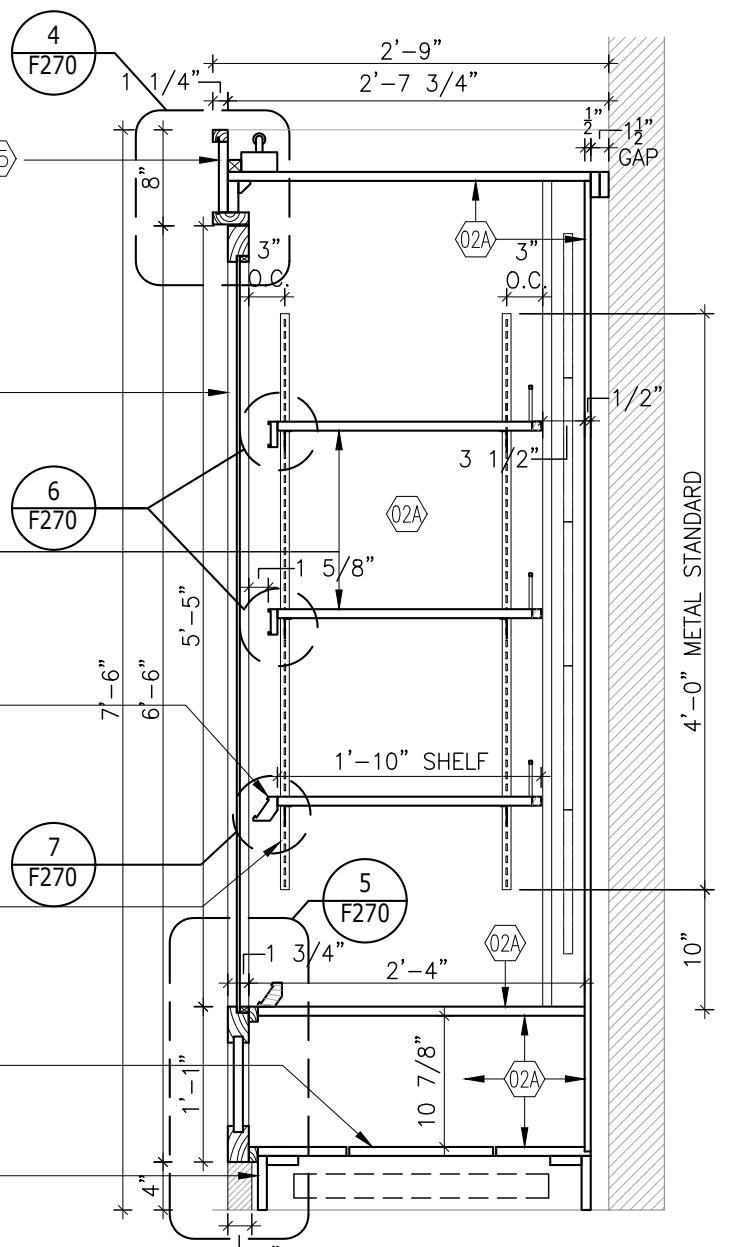 4
F270
2'-9"
1 1/4"
2'-7 3/4"
1/2"
1 1/2"
GAP
8"
02A
3"
O.C.
3"
O.C.
1/2"
3 1/2"
6
F270
02A
1 5/8"
5'-5"
7'-6"
6'-6"
4'-0" METAL STANDARD
1'-10" SHELF
7
F270
5
F270
1 3/4"
02A
2'-4"
10"
1'-1"
10 7/8"
02A
4"